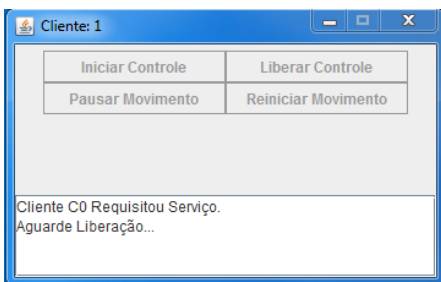 Cliente: 1
Iniciar Controle Liberar Controle
Pausar Movimento Reiniciar Movimento
Cliente C0 Requisitou Serviço.
Aguarde Liberação...